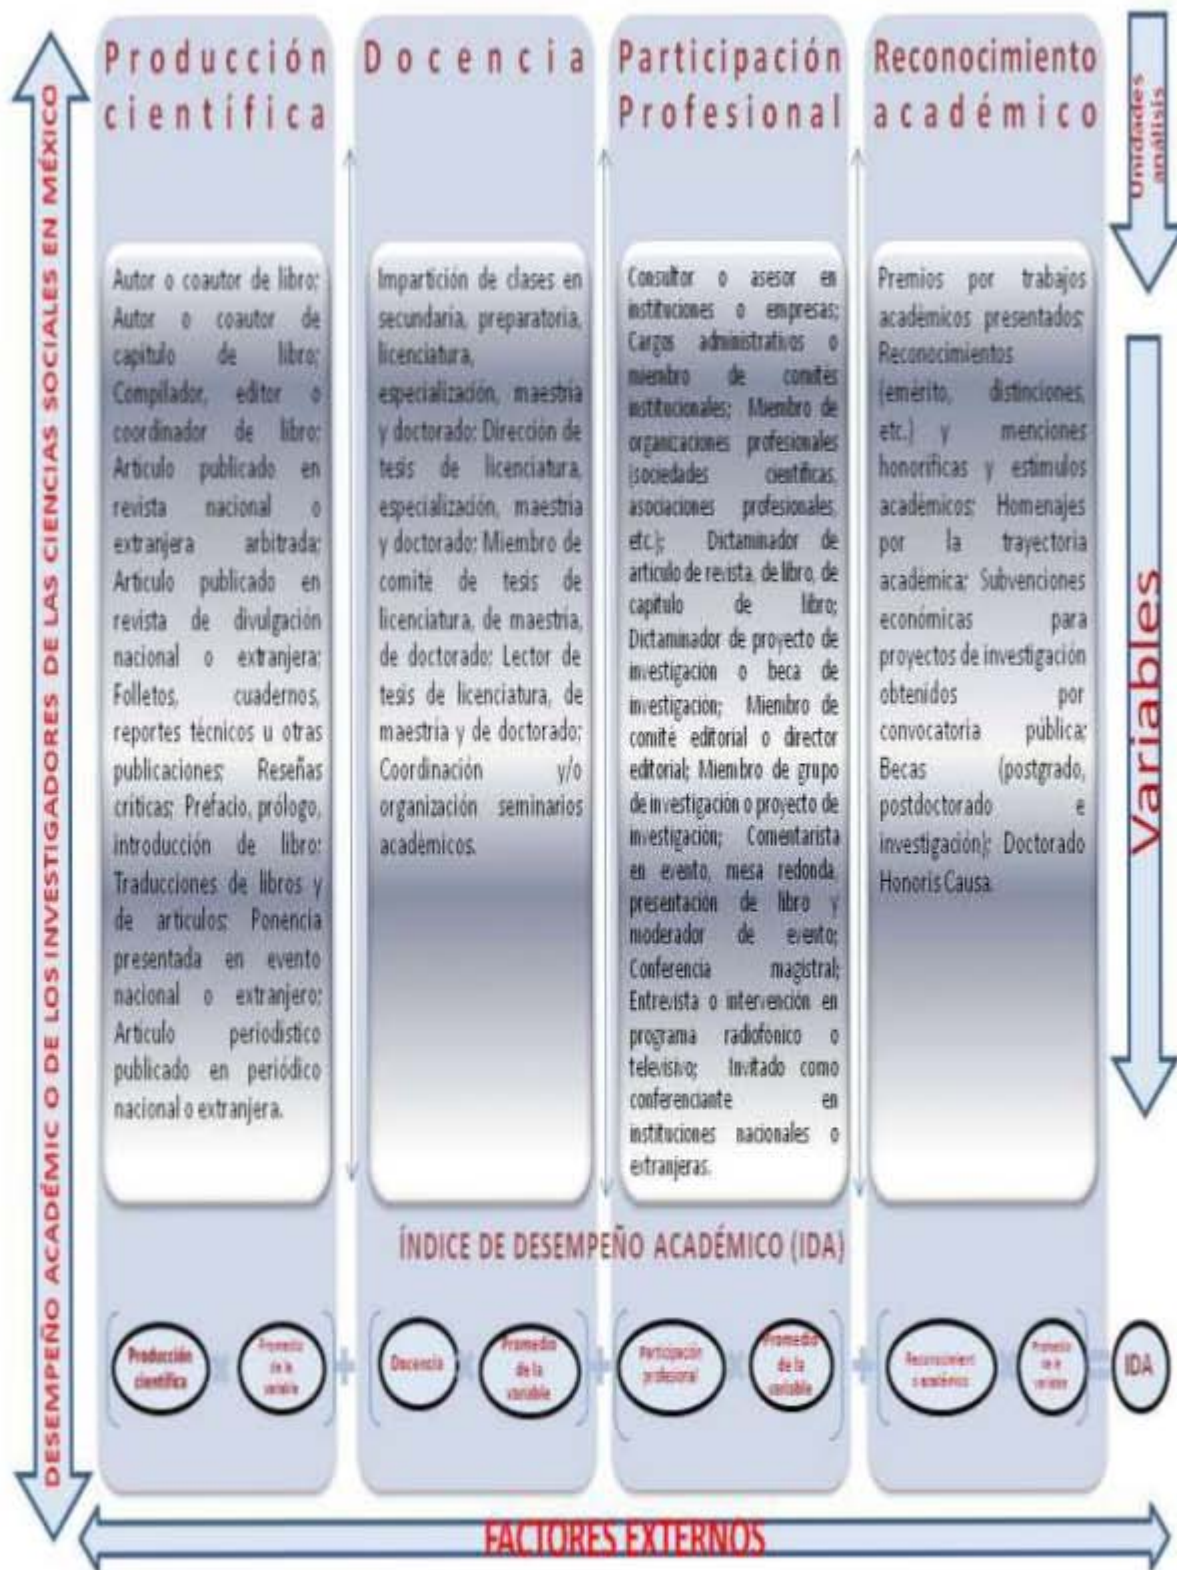 DESEMPEÑO ACADÉMIC O DE LOS INVESTIGADORES DE LAS CIENCIAS SOCIALES EN MÉXICO
Producción
científica
Autor o coautor de libro;
Autor o coautor de
capítulo de libro;
Compilador, editor o
coordinador de libro;
Artículo publicado en
revista nacional o
extranjera arbitrada;
Artículo publicado en
revista de divulgación
nacional o extranjera;
Folletos, cuadernos,
reportes técnicos u otras
publicaciones; Reseñas
críticas; Prefacio, prólogo,
introducción de libro;
Traducciones de libros y
de artículos; Ponencia
presentada en evento
nacional o extranjero;
Artículo periodístico
publicado en periódico
nacional o extranjera.
Docencia
Impartición de clases en
secundaria, preparatoria,
licenciatura,
especialización, maestría
y doctorado; Dirección de
tesis de licenciatura,
especialización, maestría
y doctorado; Miembro de
comité de tesis de
licenciatura, de maestría,
de doctorado; Lector de
tesis de licenciatura, de
maestría y de doctorado;
Coordinación y/o
organización seminarios
académicos.
Participación
Profesional
Consultor o asesor en
instituciones o empresas;
Cargos administrativos o
miembro de comités
institucionales; Miembro de
organizaciones profesionales
(sociedades científicas,
asociaciones profesionales,
etc.); Dictaminador de
artículo de revista, de libro, de
capítulo de libro;
Dictaminador de proyecto de
investigación o beca de
investigación; Miembro de
comité editorial o director
editorial; Miembro de grupo
de investigación o proyecto de
investigación; Comentarista
en evento, mesa redonda,
presentación de libro y
moderador de evento;
Conferencia magistral;
Entrevista o intervención en
programa radiofónico o
televisivo; Invitado como
conferenciante en
instituciones nacionales o
extranjeras.
Reconocimiento
académico
Premios por trabajos
académicos presentados;
Reconocimientos
(emérito, distinciones,
etc.) y menciones
honoríficas y estímulos
académicos; Homenajes
por la trayectoria
académica; Subvenciones
económicas para
proyectos de investigación
obtenidos por
convocatoria pública;
Becas (postgrado,
postdoctorado e
investigación); Doctorado
Honoris Causa.
Unidades
análisis
Variables
ÍNDICE DE DESEMPEÑO ACADÉMICO (IDA)
Producción
científica
x
Promedio
de la
variable
+
Docencia
x
Promedio
de la
variable
+
Participación
profesional
x
Promedio
de la
variable
+
Reconocimient
o académico
x
Promedio
de la
variable
=
IDA
FACTORES EXTERNOS